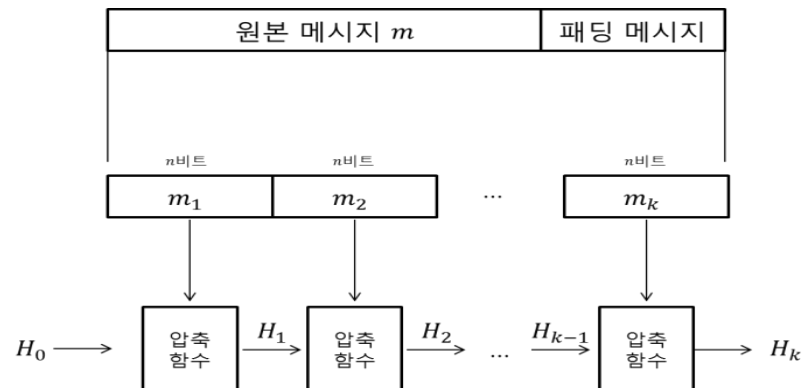 원본 메시지 m 패딩 메시지
n비트 n비트 n비트
m₁ m₂ ... mₖ
H₀ 압축 함수 H₁ 압축 함수 H₂ ... Hₖ₋₁ 압축 함수 Hₖ